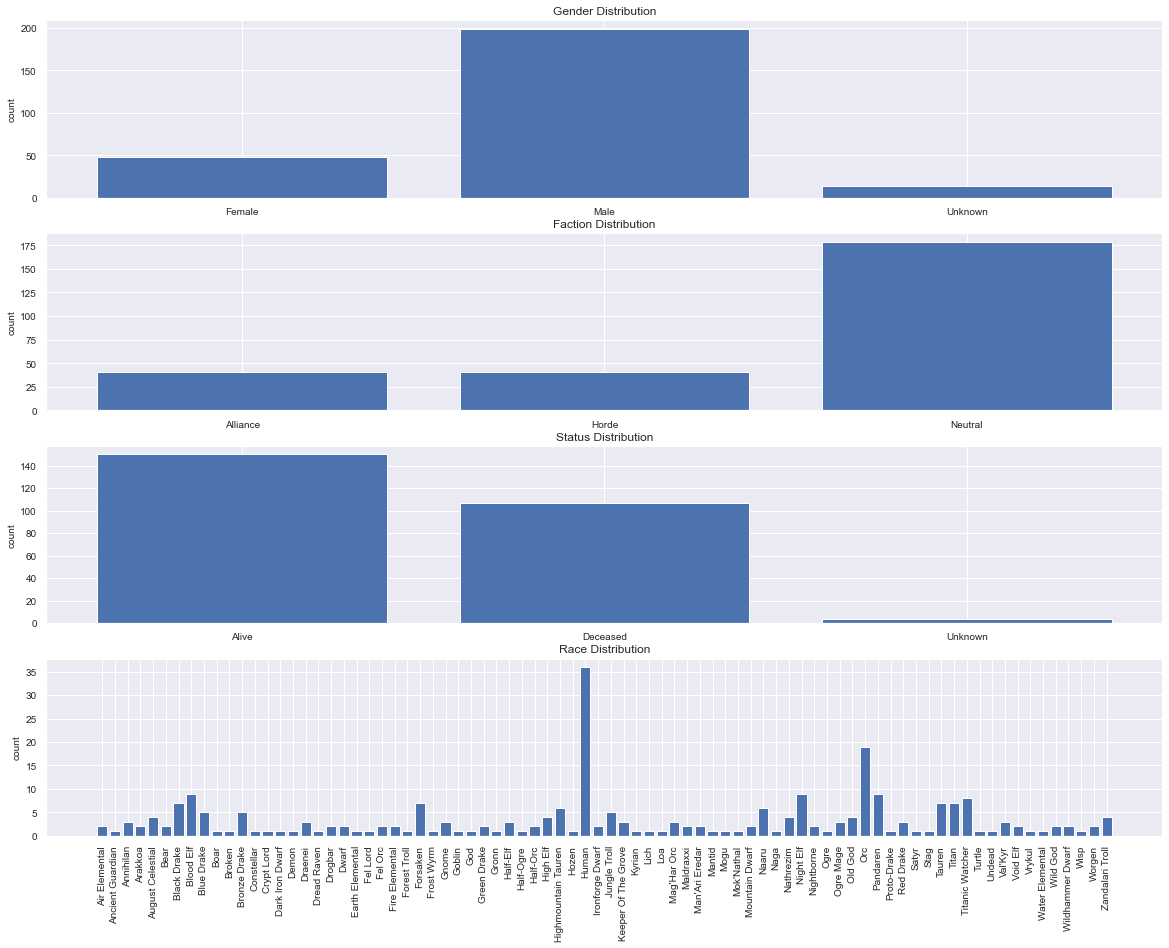 Gender Distribution
200
150
100
50
0
count
Female
Male
Unknown
Faction Distribution
175
150
125
100
75
50
25
0
count
Alliance
Horde
Neutral
Status Distribution
140
120
100
80
60
40
20
0
count
Alive
Deceased
Unknown
Race Distribution
35
30
25
20
15
10
5
0
count
Air Elemental
Ancient Guardian
Annihilan
Arakkoa
August Celestial
Bear
Black Drake
Blood Elf
Blue Drake
Boar
Broken
Bronze Drake
Constellar
Crypt Lord
Dark Iron Dwarf
Demon
Draenei
Dread Raven
Drogbar
Dwarf
Earth Elemental
Fel Lord
Fel Orc
Fire Elemental
Forest Troll
Forsaken
Frost Wyrm
Gnome
Goblin
God
Green Drake
Gronn
Half-Elf
Half-Ogre
Half-Orc
High Elf
Highmountain Tauren
Hozen
Human
Ironforge Dwarf
Jungle Troll
Keeper Of The Grove
Kyrian
Lich
Loa
Mag'Har Orc
Maldraxxi
Man'Ari Eredar
Mantid
Mogu
Mok'Nathal
Mountain Dwarf
Naaru
Naga
Nathrezim
Night Elf
Nightborne
Ogre
Ogre Mage
Old God
Orc
Pandaren
Proto-Drake
Red Drake
Satyr
Stag
Tauren
Titan
Titanic Watcher
Turtle
Undead
Val'Kyr
Void Elf
Vrykul
Water Elemental
Wild God
Wildhammer Dwarf
Wisp
Worgen
Zandalari Troll